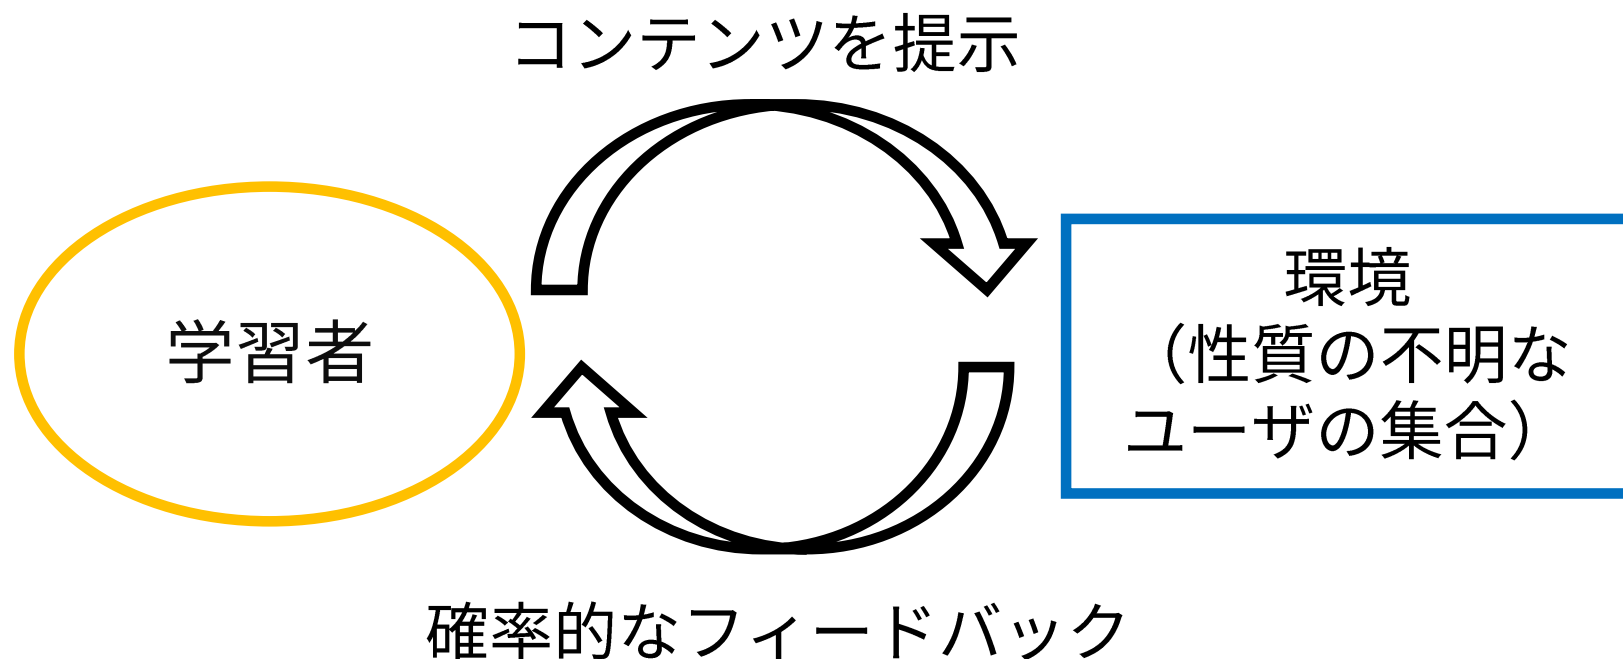 コンテンツを提示
学習者
環境
（性質の不明な
ユーザの集合）
確率的なフィードバック